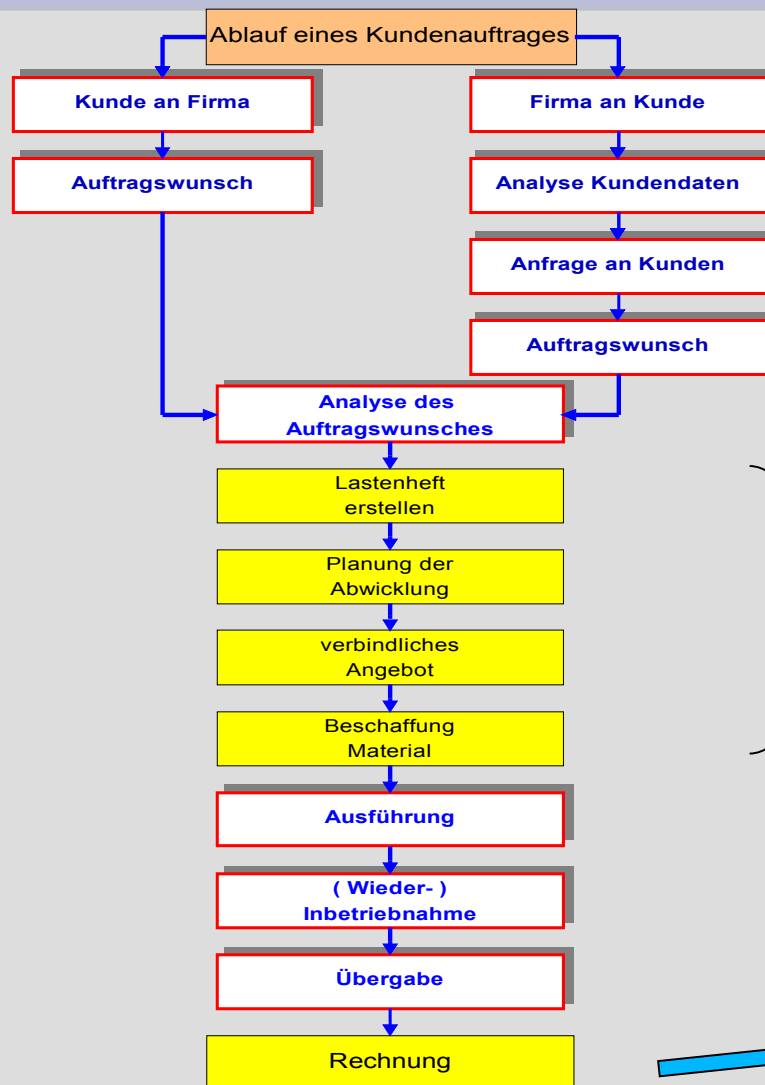 Ablauf eines Kundenauftrages
Kunde an Firma
Auftragswunsch
Firma an Kunde
Analyse Kundendaten
Anfrage an Kunden
Auftragswunsch
Analyse des
Auftragswunsches
Lastenheft
erstellen
Planung der
Abwicklung
verbindliches
Angebot
Beschaffung
Material
Ausführung
( Wieder- )
Inbetriebnahme
Übergabe
Rechnung